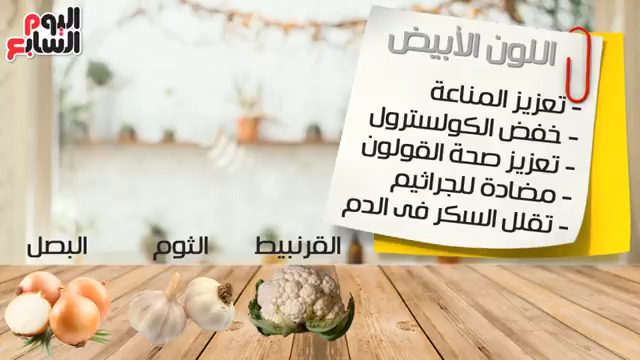 اليوم
السابع
اللون الأبيض
- تعزيز المناعة
- خفض الكولسترول
- تعزيز صحة القولون
- مضادة للجراثيم
- تقلل السكر فى الدم
القرنبيط
الثوم
البصل